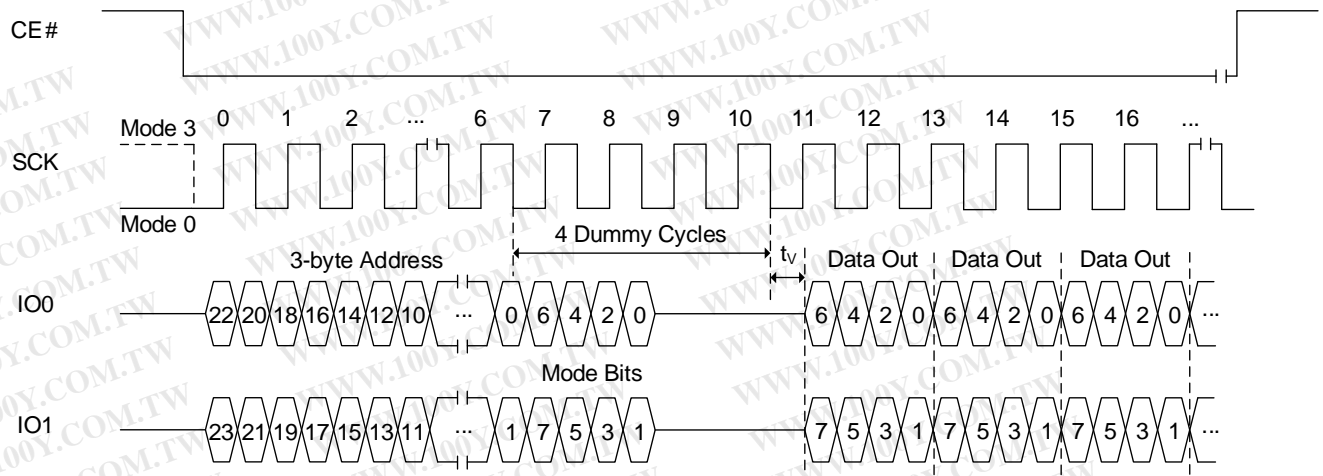 CE#
0 1 2 ... 6 7 8 9 10 11 12 13 14 15 16 ...
Mode 3
SCK
Mode 0
4 Dummy Cycles
3-byte Address
tV
Data Out Data Out Data Out
IO0
22 20 18 16 14 12 10 ... 0 6 4 2 0 6 4 2 0 6 4 2 0 6 4 2 0 ...
Mode Bits
IO1
23 21 19 17 15 13 11 ... 1 7 5 3 1 7 5 3 1 7 5 3 1 7 5 3 1 ...
WWW.100Y.COM.TW